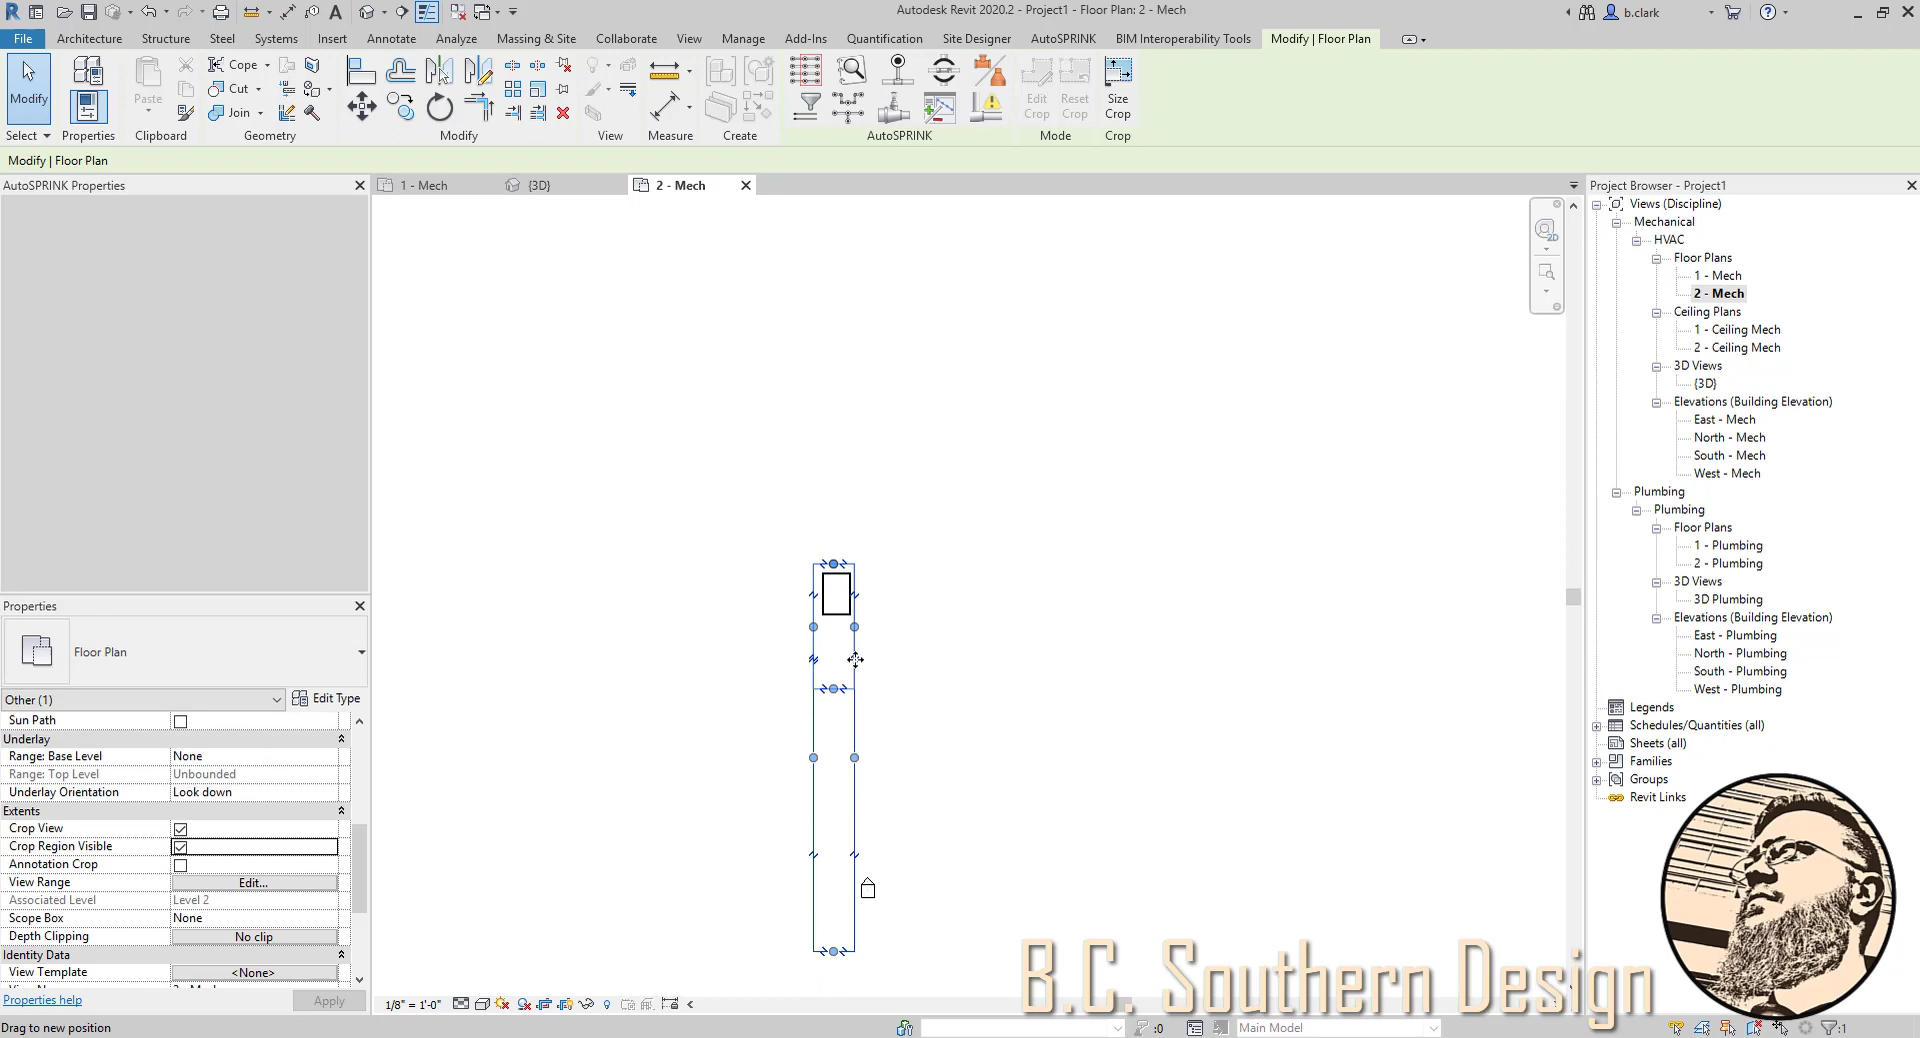 Autodesk Revit 2020.2 - Project1 - Floor Plan: 2 - Mech
b.clark
File Architecture Structure Steel Systems Insert Annotate Analyze Massing & Site Collaborate View Manage Add-Ins Quantification Site Designer AutoSPRINK BIM Interoperability Tools Modify | Floor Plan
Modify
Paste
Cope
Cut
Join
Edit Crop
Reset Crop
Size Crop
Select Properties Clipboard Geometry Modify View Measure Create AutoSPRINK Mode Crop
Modify | Floor Plan
AutoSPRINK Properties
1 - Mech
{3D}
2 - Mech
Project Browser - Project1
Views (Discipline)
Mechanical
HVAC
Floor Plans
1 - Mech
2 - Mech
Ceiling Plans
1 - Ceiling Mech
2 - Ceiling Mech
3D Views
{3D}
Elevations (Building Elevation)
East - Mech
North - Mech
South - Mech
West - Mech
Plumbing
Plumbing
Floor Plans
1 - Plumbing
2 - Plumbing
3D Views
3D Plumbing
Elevations (Building Elevation)
East - Plumbing
North - Plumbing
South - Plumbing
West - Plumbing
Legends
Schedules/Quantities (all)
Sheets (all)
Families
Groups
Revit Links
Properties
Floor Plan
Other (1)
Edit Type
Sun Path
Underlay
Range: Base Level None
Range: Top Level Unbounded
Underlay Orientation Look down
Extents
Crop View
Crop Region Visible
Annotation Crop
View Range Edit...
Associated Level Level 2
Scope Box None
Depth Clipping No clip
Identity Data
View Template <None>
Properties help
Apply
1/8" = 1'-0"
B.C. Southern Design
Drag to new position
:0
Main Model
:1